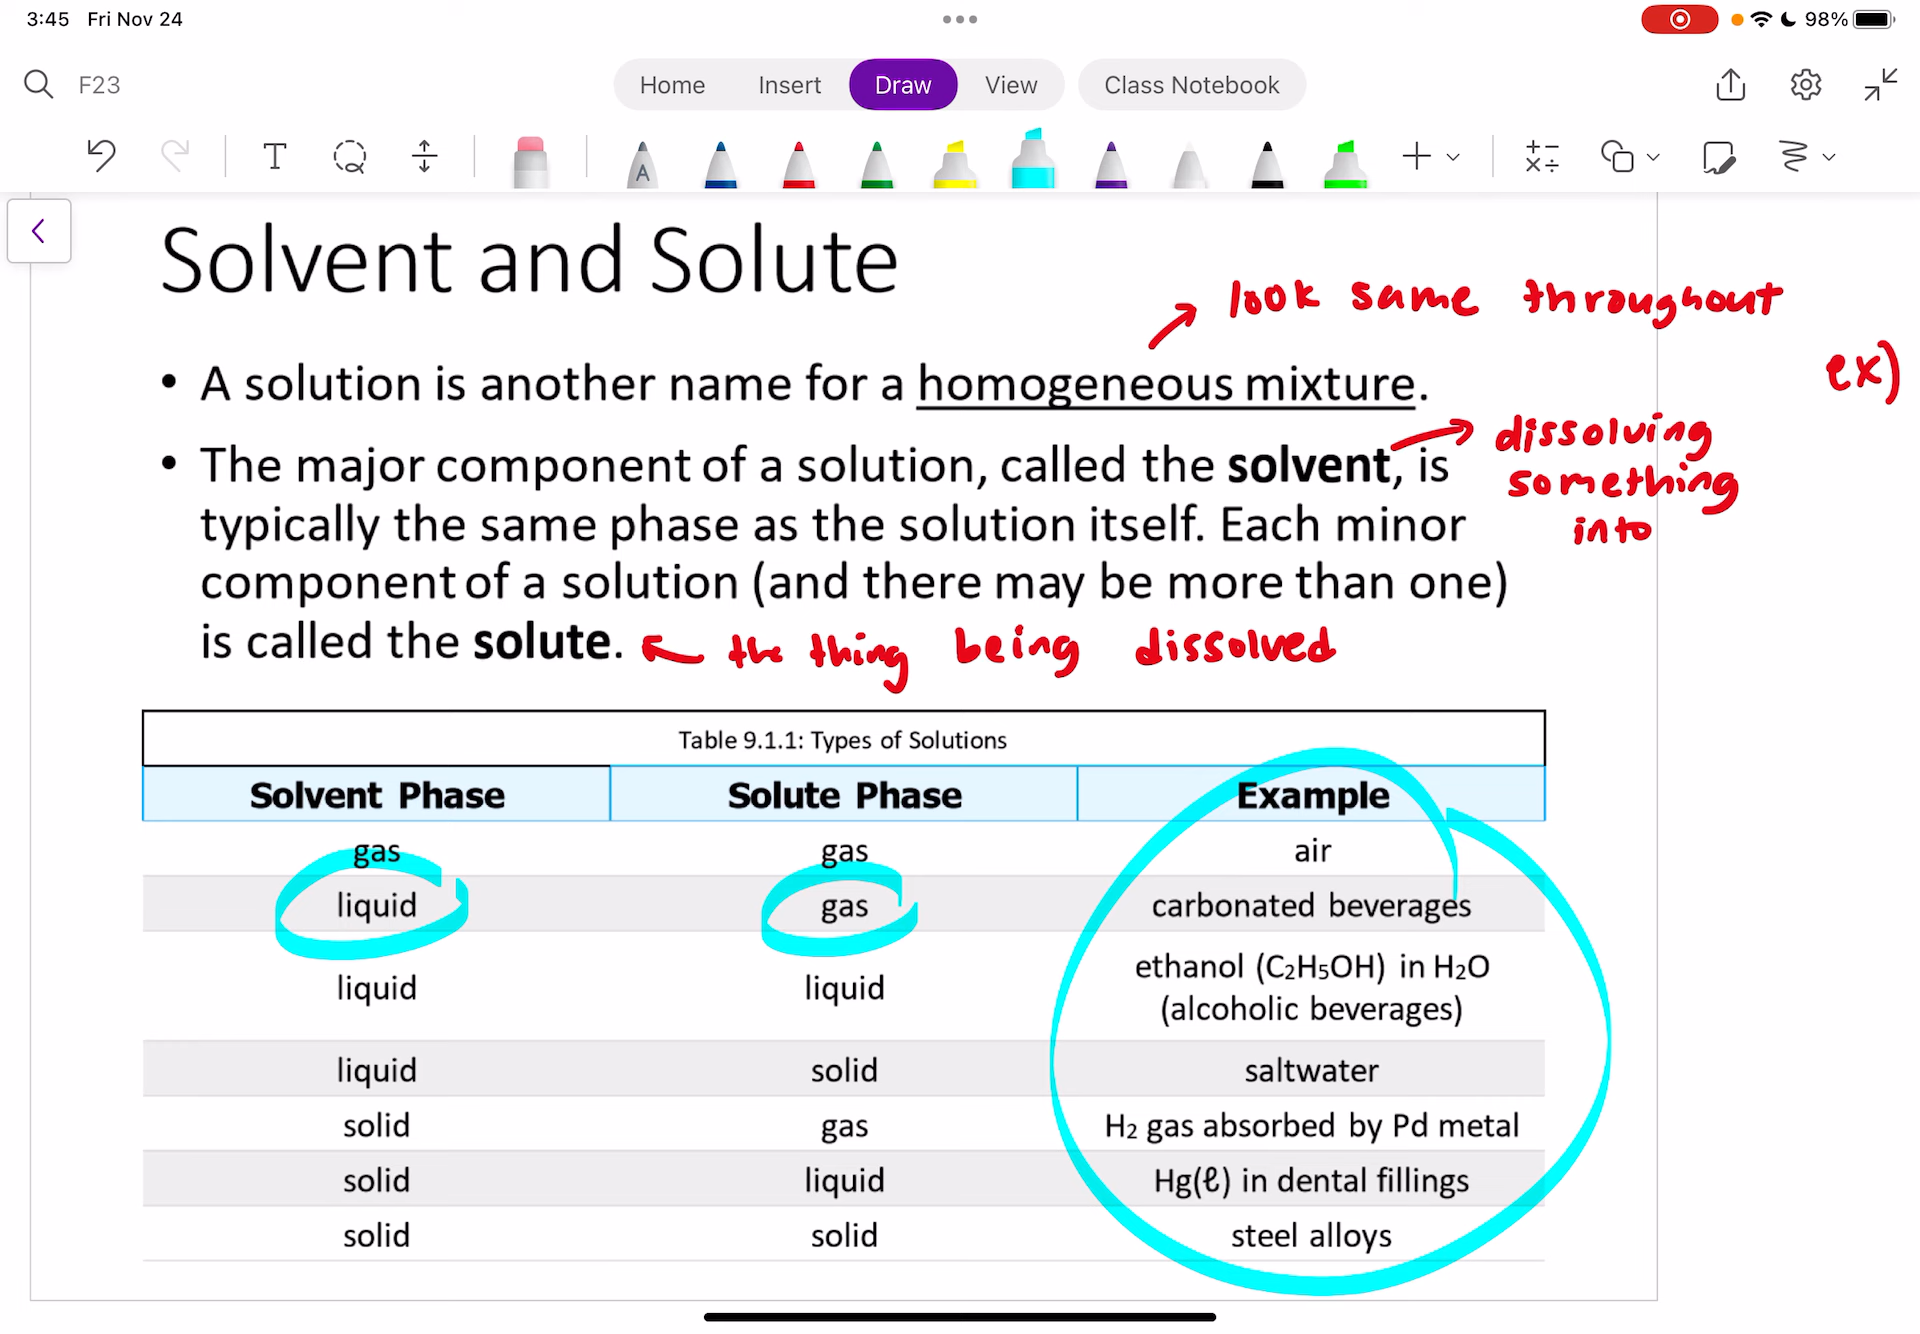 3:45 Fri Nov 24
98%
F23
Home Insert Draw View Class Notebook
T
A
Solvent and Solute
look same throughout
• A solution is another name for a homogeneous mixture.
ex)
• The major component of a solution, called the solvent, is
dissolving
something
into
typically the same phase as the solution itself. Each minor
component of a solution (and there may be more than one)
is called the solute.
the thing being dissolved
Table 9.1.1: Types of Solutions
Solvent Phase Solute Phase Example
gas gas air
liquid gas carbonated beverages
liquid liquid ethanol (C₂H₅OH) in H₂O
(alcoholic beverages)
liquid solid saltwater
solid gas H₂ gas absorbed by Pd metal
solid liquid Hg(ℓ) in dental fillings
solid solid steel alloys